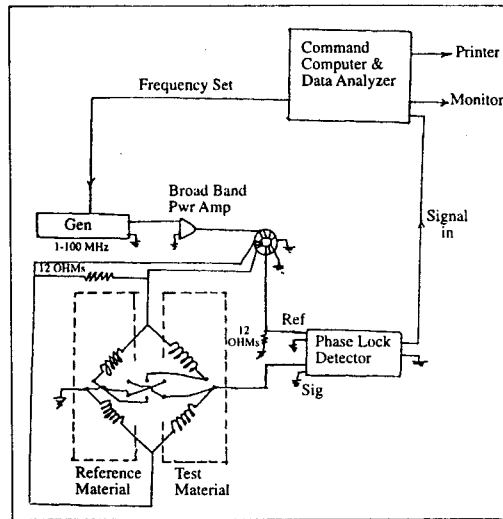 Command
Computer &
Data Analyzer
Printer
Monitor
Frequency Set
Broad Band
Pwr Amp
Gen
1-100 MHz
Signal
in
12 OHMs
12
OHMs
Ref
Phase Lock
Detector
Sig
Reference
Material
Test
Material